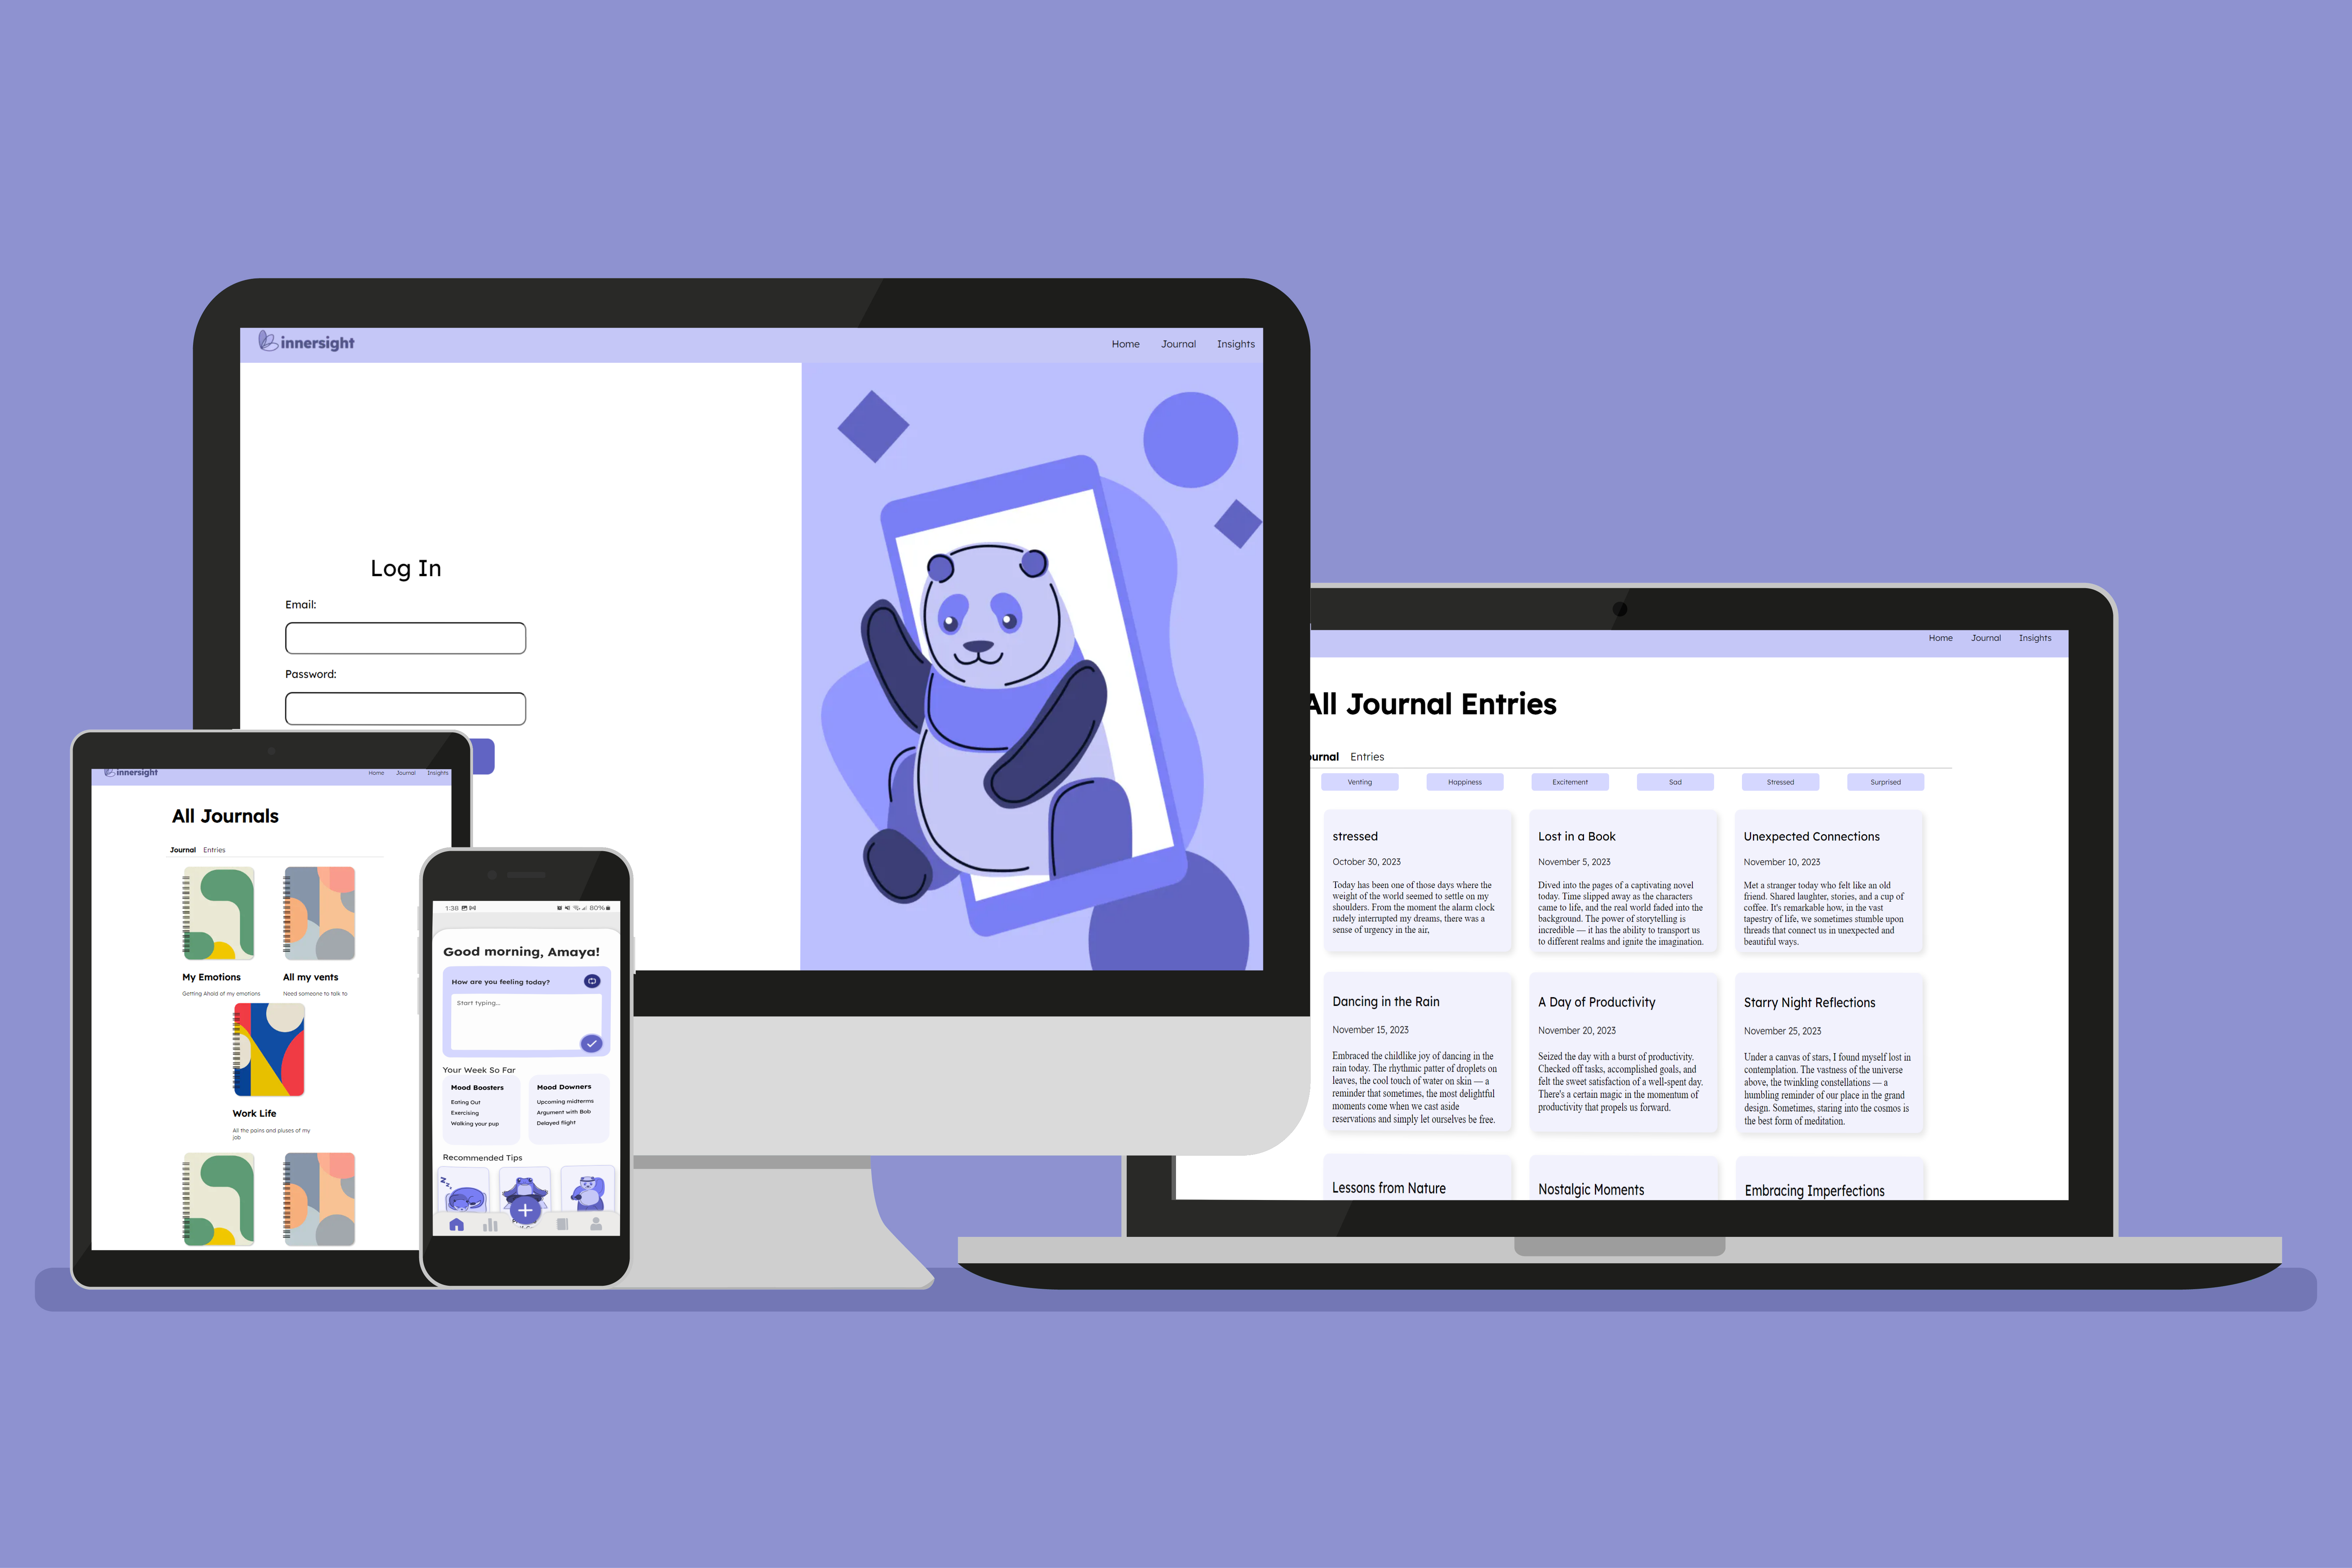 innersight
Home Journal Insights
Log In
Email:
Password:
innersight
Home Journal Insights
All Journals
Journal Entries
My Emotions
Getting Ahald of my emotions
All my vents
Need someone to talk to
Work Life
All the pains and pluses of my
job
1:38
80%
Good morning, Amaya!
How are you feeling today?
Start typing...
Your Week So Far
Mood Boosters
Eating Out
Exercising
Walking your pup
Mood Downers
Upcoming midterms
Argument with Bob
Delayed flight
Recommended Tips
Home Journal Insights
All Journal Entries
ournal Entries
Venting Happiness Excitement Sad Stressed Surprised
stressed
October 30, 2023
Today has been one of those days where the
weight of the world seemed to settle on my
shoulders. From the moment the alarm clock
rudely interrupted my dreams, there was a
sense of urgency in the air,
Lost in a Book
November 5, 2023
Dived into the pages of a captivating novel
today. Time slipped away as the characters
came to life, and the real world faded into the
background. The power of storytelling is
incredible — it has the ability to transport us
to different realms and ignite the imagination.
Unexpected Connections
November 10, 2023
Met a stranger today who felt like an old
friend. Shared laughter, stories, and a cup of
coffee. It's remarkable how, in the vast
tapestry of life, we sometimes stumble upon
threads that connect us in unexpected and
beautiful ways.
Dancing in the Rain
November 15, 2023
Embraced the childlike joy of dancing in the
rain today. The rhythmic patter of droplets on
leaves, the cool touch of water on skin — a
reminder that sometimes, the most delightful
moments come when we cast aside
reservations and simply let ourselves be free.
A Day of Productivity
November 20, 2023
Seized the day with a burst of productivity.
Checked off tasks, accomplished goals, and
felt the sweet satisfaction of a well-spent day.
There's a certain magic in the momentum of
productivity that propels us forward.
Starry Night Reflections
November 25, 2023
Under a canvas of stars, I found myself lost in
contemplation. The vastness of the universe
above, the twinkling constellations — a
humbling reminder of our place in the grand
design. Sometimes, staring into the cosmos is
the best form of meditation.
Lessons from Nature
Nostalgic Moments
Embracing Imperfections